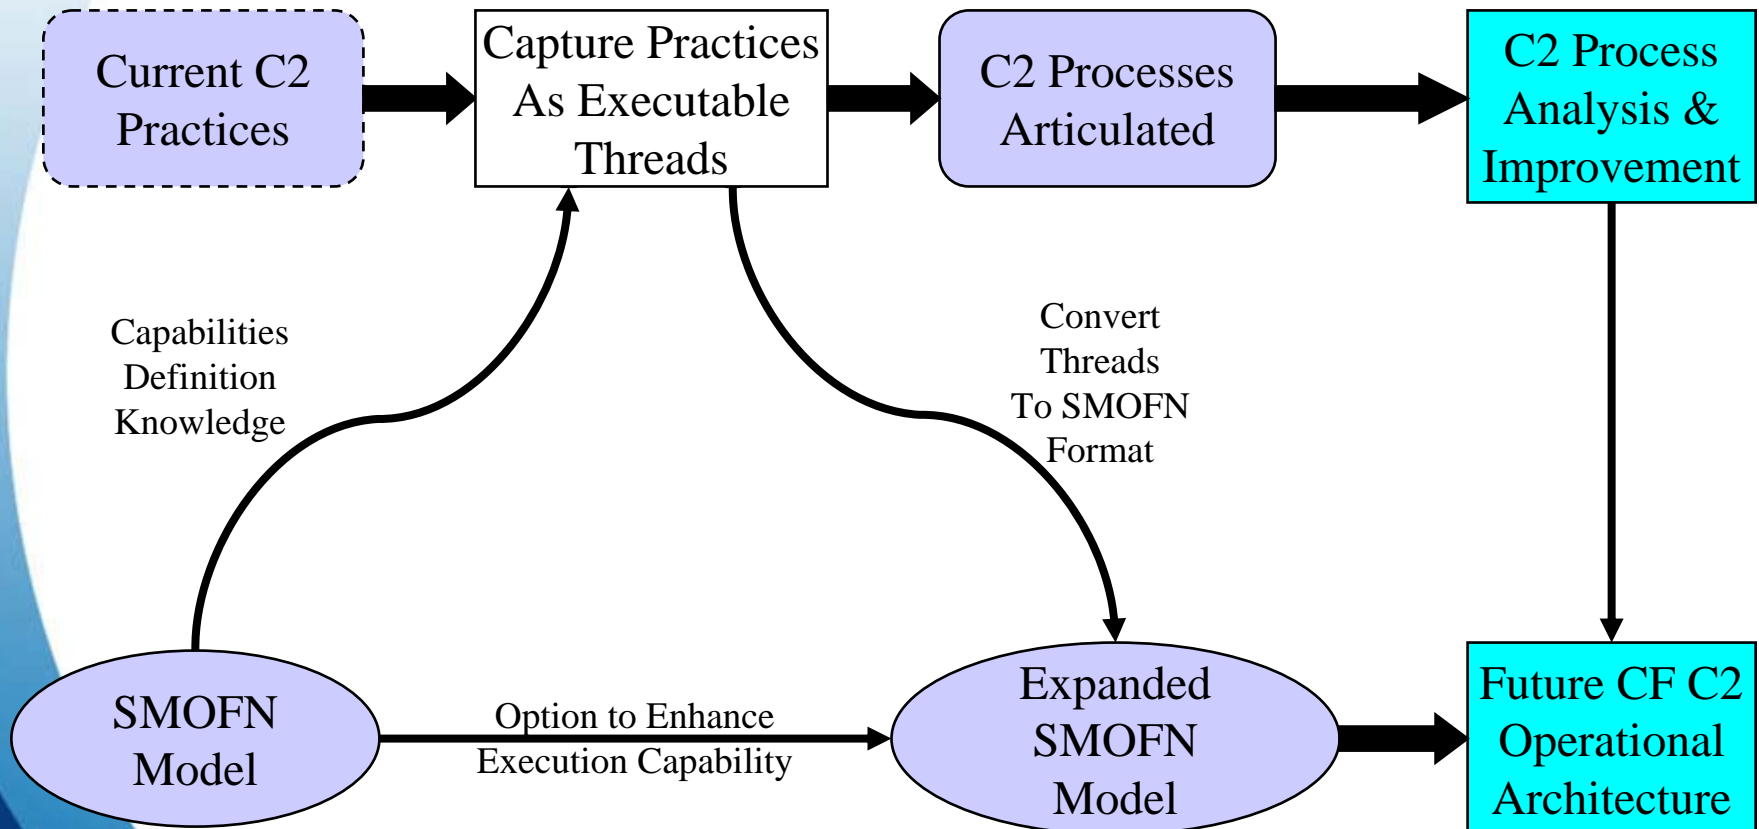 Current C2
Practices
Capture Practices
As Executable
Threads
C2 Processes
Articulated
C2 Process
Analysis &
Improvement
Capabilities
Definition
Knowledge
Convert
Threads
To SMOFN
Format
SMOFN
Model
Option to Enhance
Execution Capability
Expanded
SMOFN
Model
Future CF C2
Operational
Architecture